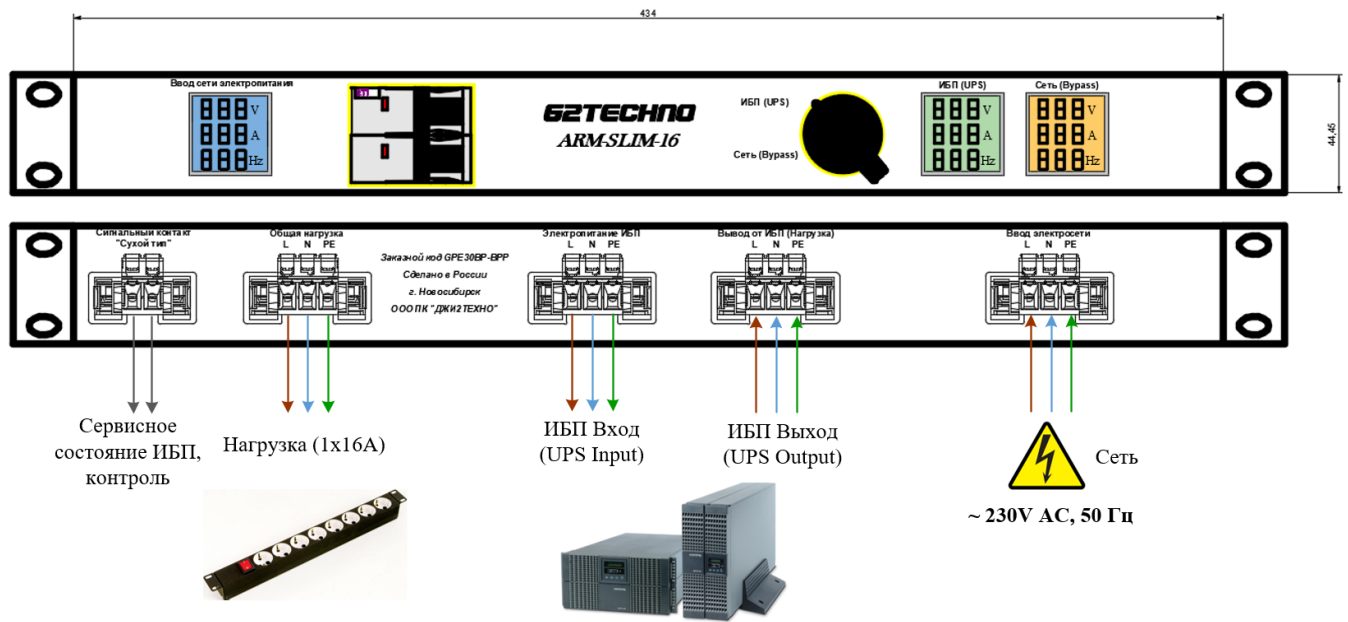 434
Ввод сети электропитания
ИБП (UPS)
Сеть (Bypass)
V
A
Hz
G2TECHNO
ARM-SLIM-16
ИБП (UPS)
Сеть (Bypass)
V
A
Hz
V
A
Hz
44,45
Сигнальный контакт
"Сухой тип"
Общая нагрузка
L N PE
Заказной код GPE30BP-BPP
Сделано в России
г. Новосибирск
ООО ПК "ДЖИ2ТЕХНО"
Электропитание ИБП
L N PE
Вывод от ИБП (Нагрузка)
L N PE
Ввод электросети
L N PE
Сервисное
состояние ИБП,
контроль
Нагрузка (1х16А)
ИБП Вход
(UPS Input)
ИБП Выход
(UPS Output)
Сеть
~ 230V AC, 50 Гц